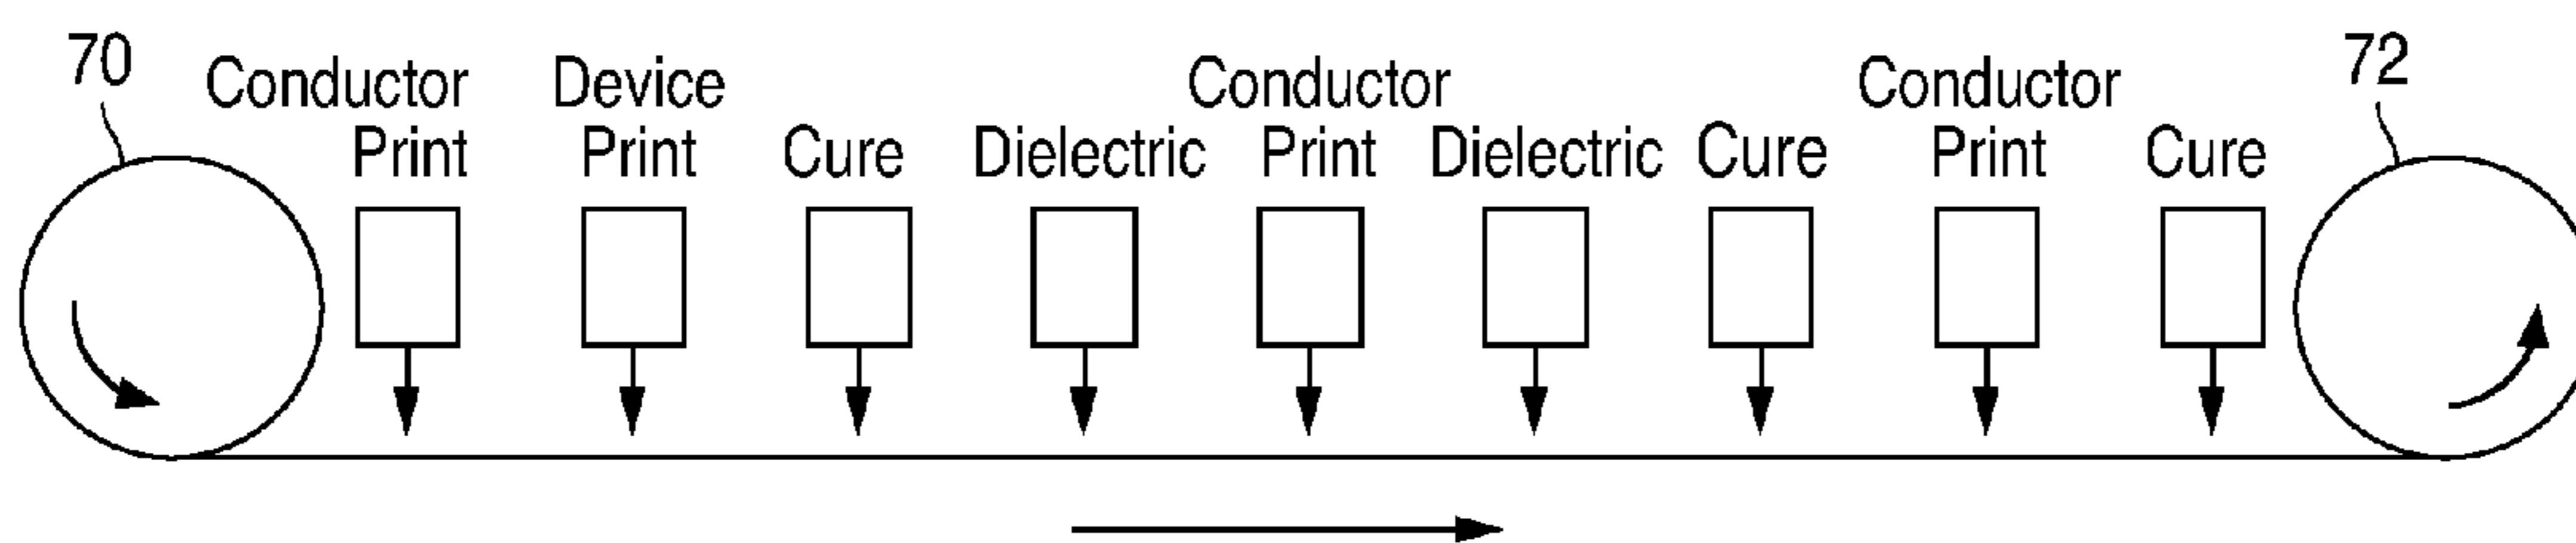 70
Conductor
Print
Device
Print
Cure
Dielectric
Conductor
Print
Dielectric
Cure
Conductor
Print
Cure
72